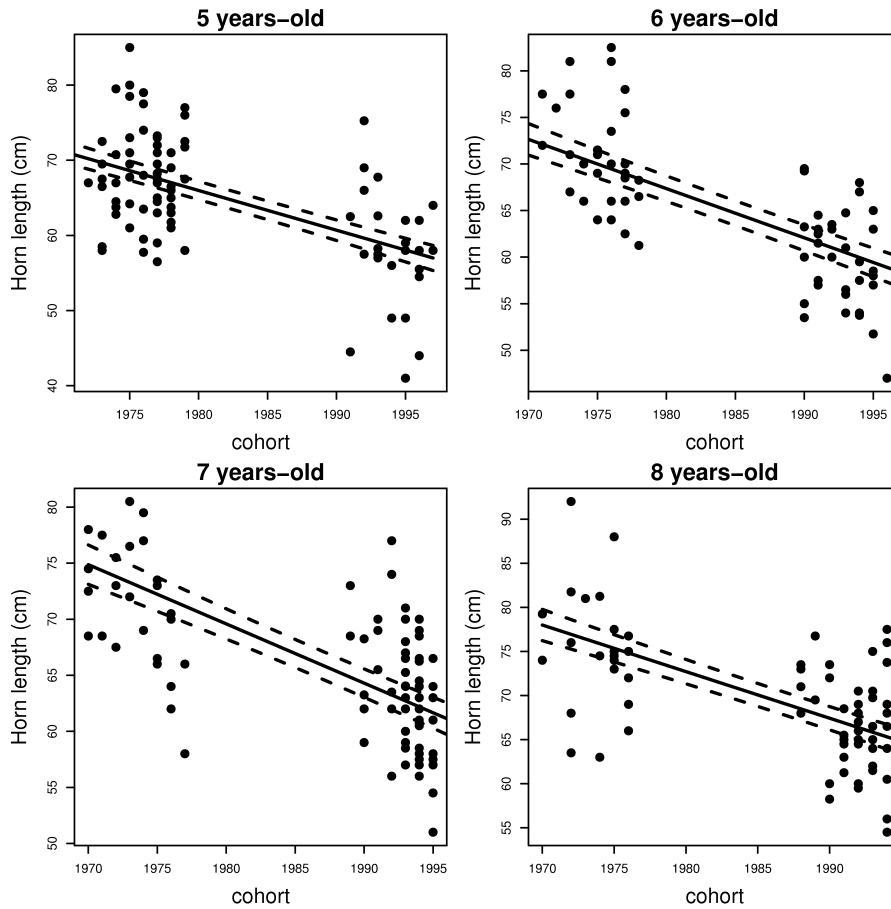 5 years−old
Horn length (cm)
80
70
60
50
40
1975 1980 1985 1990 1995
cohort
6 years−old
Horn length (cm)
80
75
70
65
60
55
50
1970 1975 1980 1985 1990 1995
cohort
7 years−old
Horn length (cm)
80
75
70
65
60
55
50
1970 1975 1980 1985 1990 1995
cohort
8 years−old
Horn length (cm)
90
85
80
75
70
65
60
55
1970 1975 1980 1985 1990
cohort